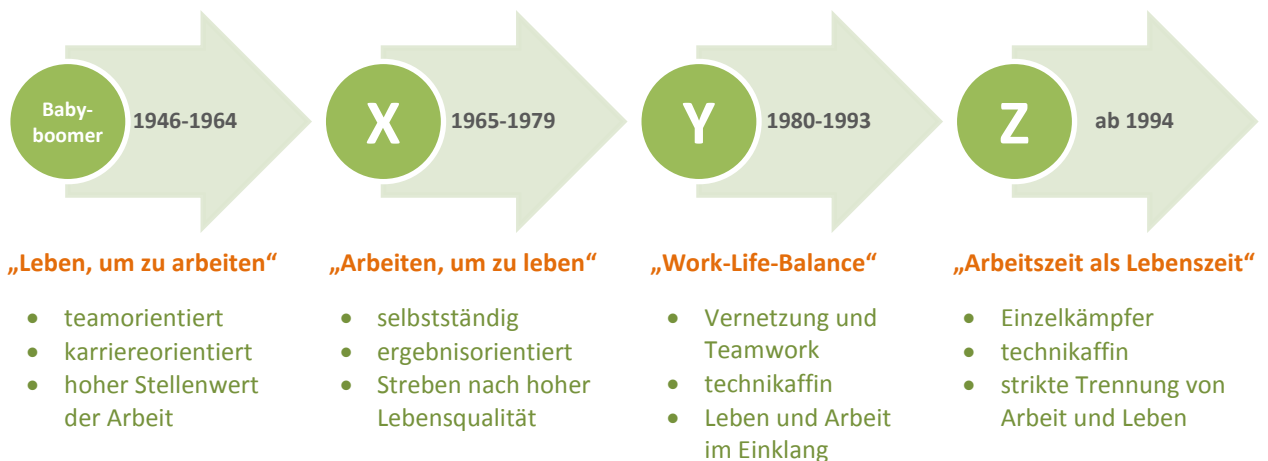 Baby-
boomer
1946-1964
„Leben, um zu arbeiten“
• teamorientiert
• karriereorientiert
• hoher Stellenwert
der Arbeit
X
1965-1979
„Arbeiten, um zu leben“
• selbstständig
• ergebnisorientiert
• Streben nach hoher
Lebensqualität
Y
1980-1993
„Work-Life-Balance“
• Vernetzung und
Teamwork
• technikaffin
• Leben und Arbeit
im Einklang
Z
ab 1994
„Arbeitszeit als Lebenszeit“
• Einzelkämpfer
• technikaffin
• strikte Trennung von
Arbeit und Leben